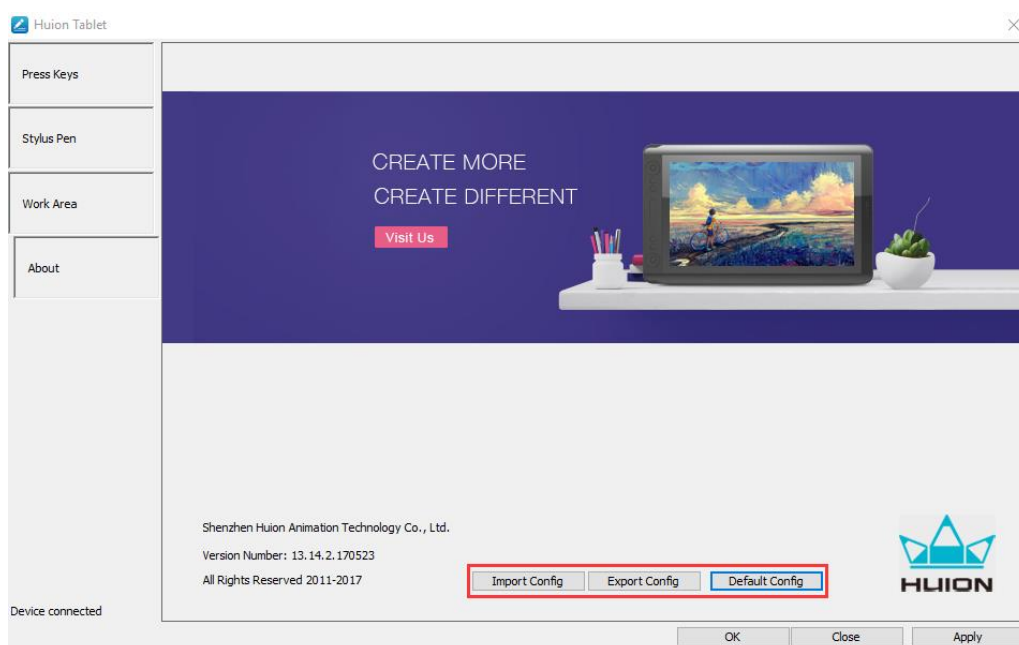 Huion Tablet
Press Keys
Stylus Pen
Work Area
About
CREATE MORE
CREATE DIFFERENT
Visit Us
Shenzhen Huion Animation Technology Co., Ltd.
Version Number: 13.14.2.170523
All Rights Reserved 2011-2017
Import Config
Export Config
Default Config
HUION
Device connected
OK
Close
Apply